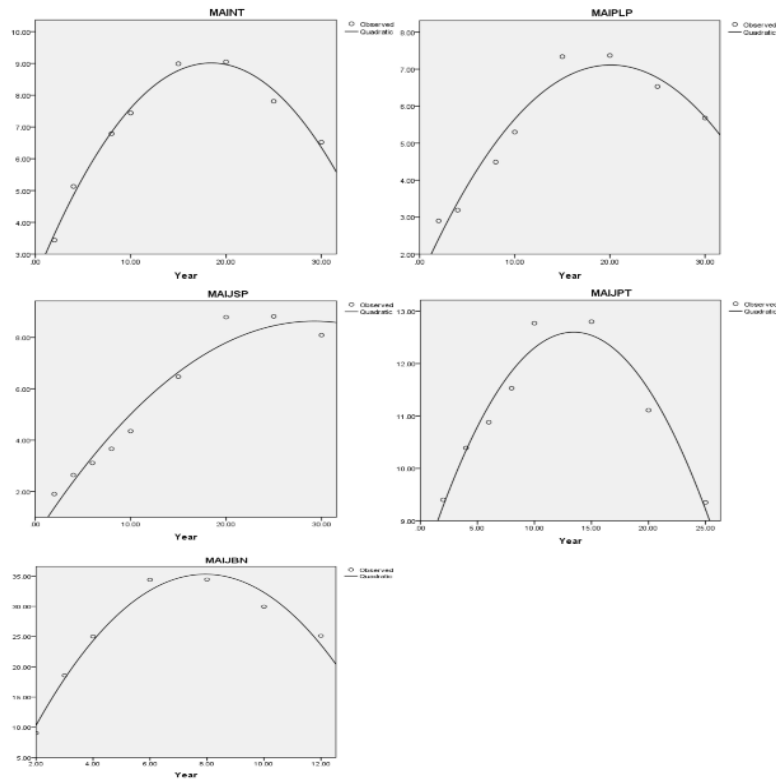 MAINT
○ Observed
— Quadratic
10.00
9.00
8.00
7.00
6.00
5.00
4.00
3.00
.00 10.00 20.00 30.00
Year
MAIPLP
○ Observed
— Quadratic
8.00
7.00
6.00
5.00
4.00
3.00
2.00
.00 10.00 20.00 30.00
Year
MAIJSP
○ Observed
— Quadratic
8.00
6.00
4.00
2.00
.00 10.00 20.00 30.00
Year
MAIJPT
○ Observed
— Quadratic
13.00
12.00
11.00
10.00
9.00
.00 5.00 10.00 15.00 20.00 25.00
Year
MAIJBN
○ Observed
— Quadratic
35.00
30.00
25.00
20.00
15.00
10.00
5.00
2.00 4.00 6.00 8.00 10.00 12.00
Year